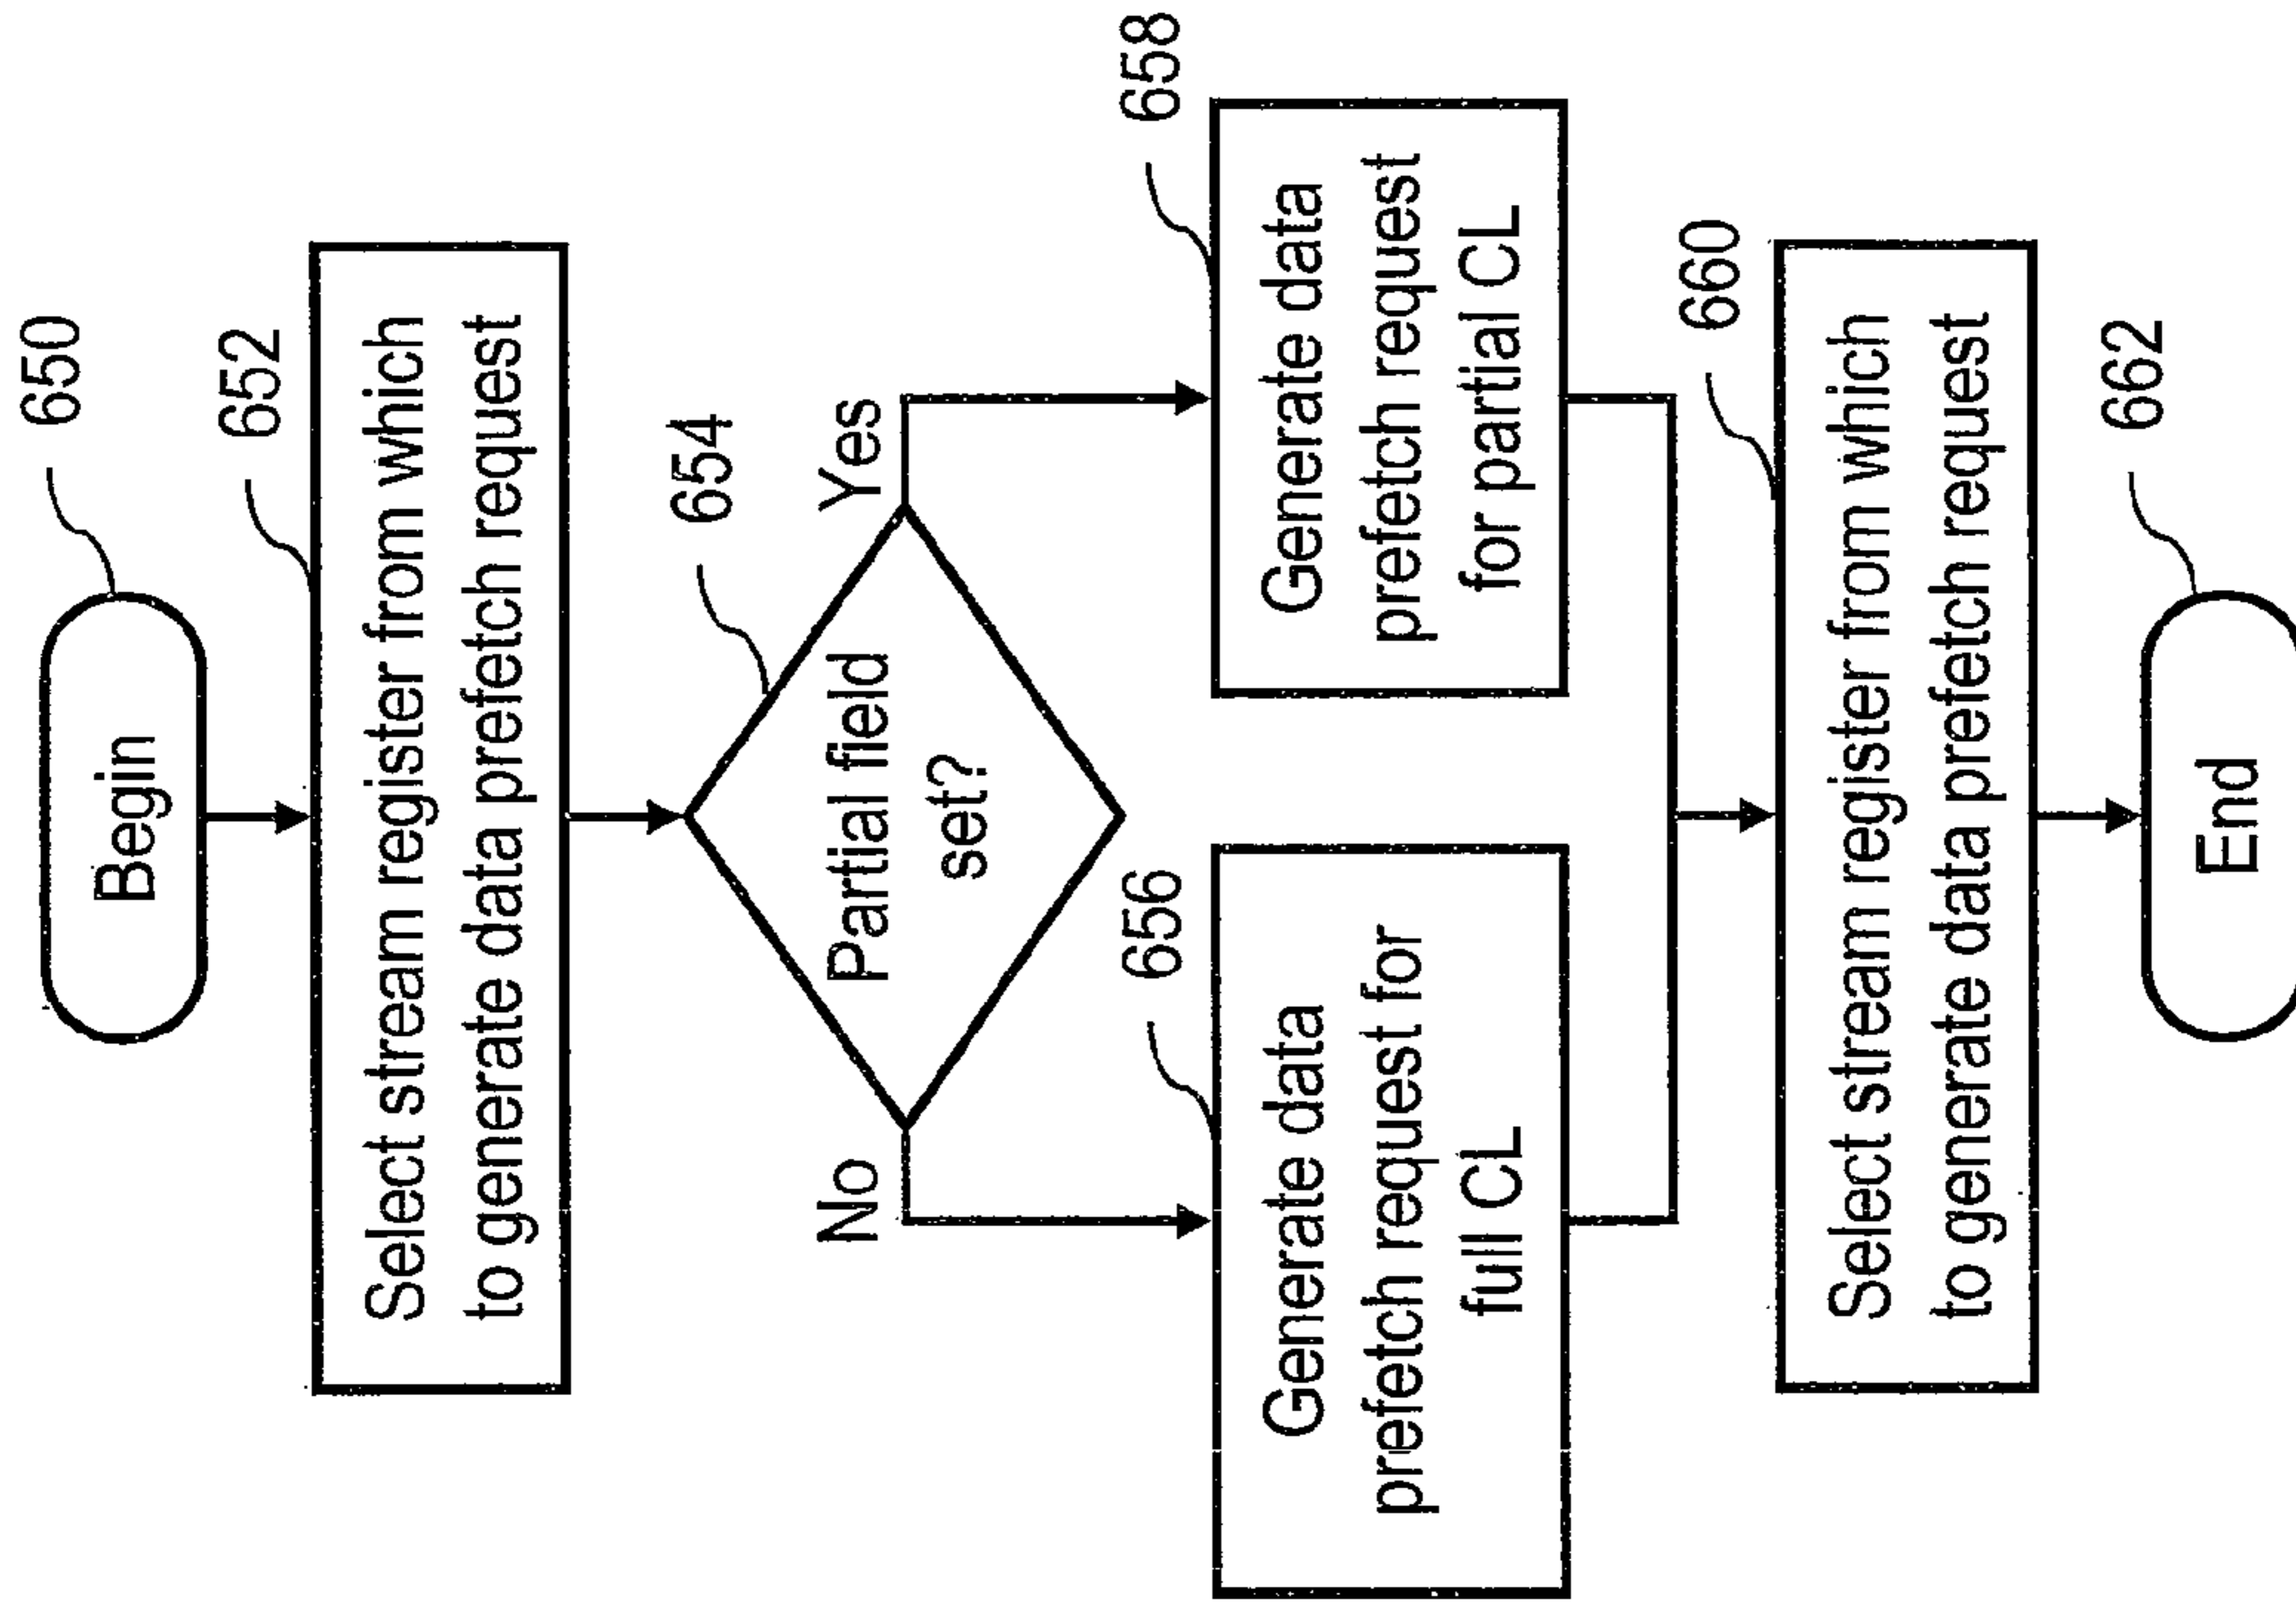 650
Begin
652
Select stream register from which
to generate data prefetch request
654
Partial field
set?
No
Yes
656
Generate data
prefetch request for
full CL
658
Generate data
prefetch request
for partial CL
660
Select stream register from which
to generate data prefetch request
662
End